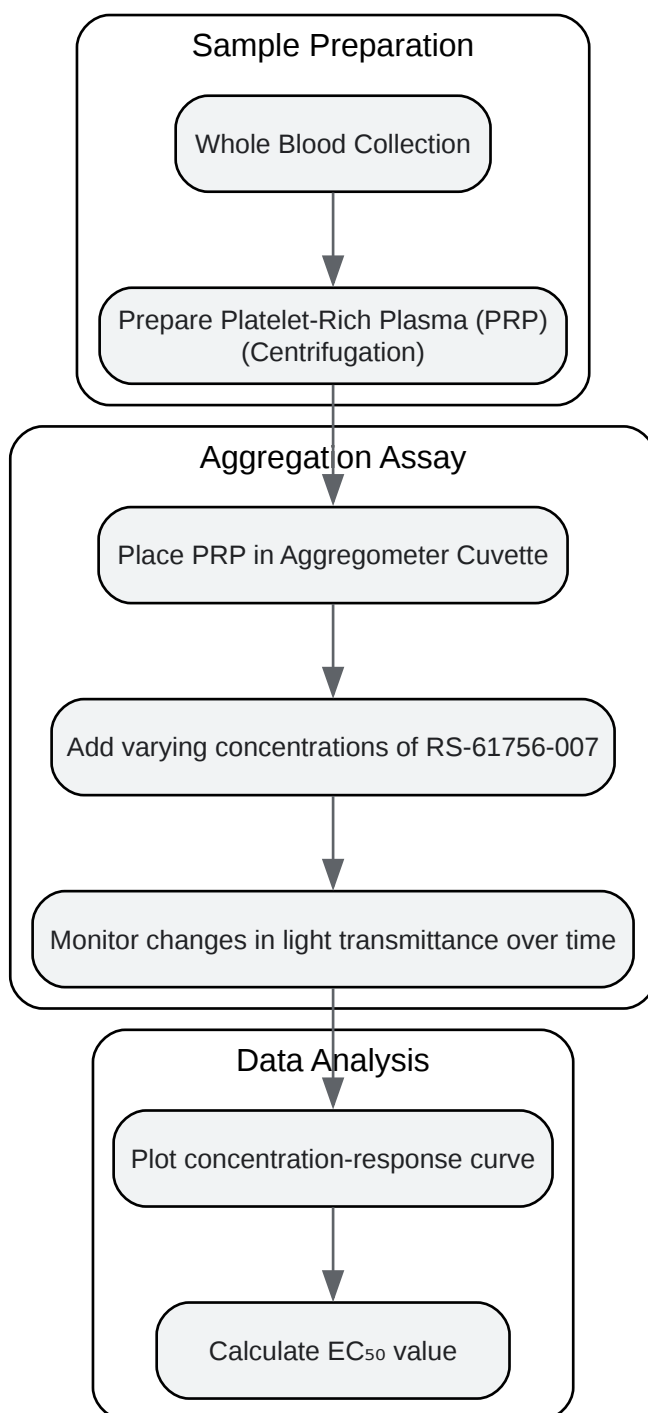 Sample Preparation
Whole Blood Collection
Prepare Platelet-Rich Plasma (PRP)
(Centrifugation)
Aggregation Assay
Place PRP in Aggregometer Cuvette
Add varying concentrations of RS-61756-007
Monitor changes in light transmittance over time
Data Analysis
Plot concentration-response curve
Calculate EC₅₀ value